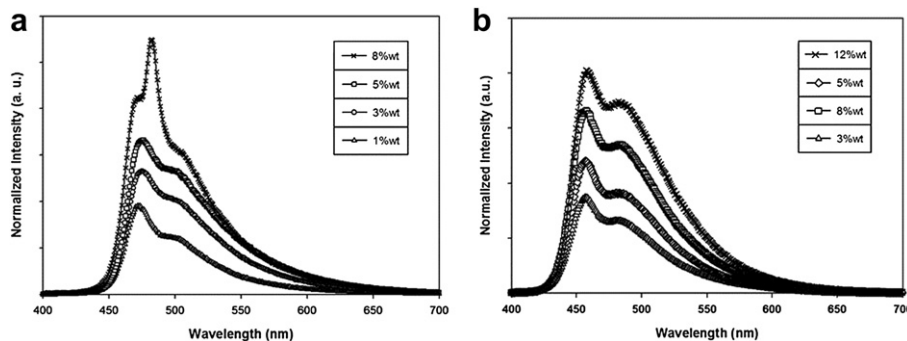 a
Normalized Intensity (a. u.)
8%wt
5%wt
3%wt
1%wt
400
450
500
550
600
650
700
Wavelength (nm)
b
Normalized Intensity (a.u.)
12%wt
5%wt
8%wt
3%wt
400
450
500
550
600
650
700
Wavelength (nm)